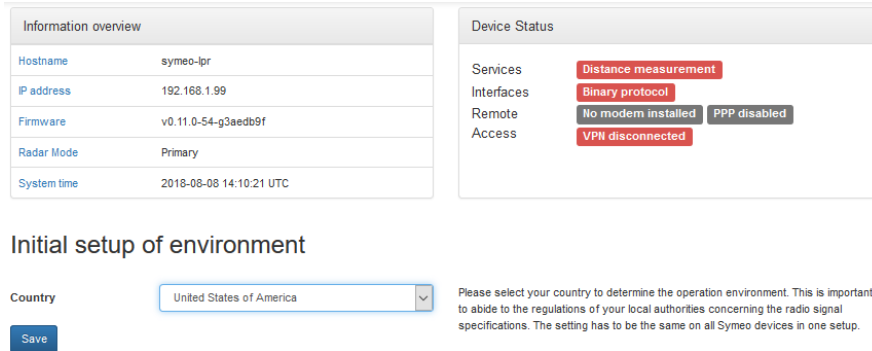 Information overview
Hostname symeo-lpr
IP address 192.168.1.99
Firmware v0.11.0-54-g3aedb9f
Radar Mode Primary
System time 2018-08-08 14:10:21 UTC
Device Status
Services Distance measurement
Interfaces Binary protocol
Remote No modem installed PPP disabled
Access VPN disconnected
Initial setup of environment
Country United States of America
Save
Please select your country to determine the operation environment. This is important
to abide to the regulations of your local authorities concerning the radio signal
specifications. The setting has to be the same on all Symeo devices in one setup.